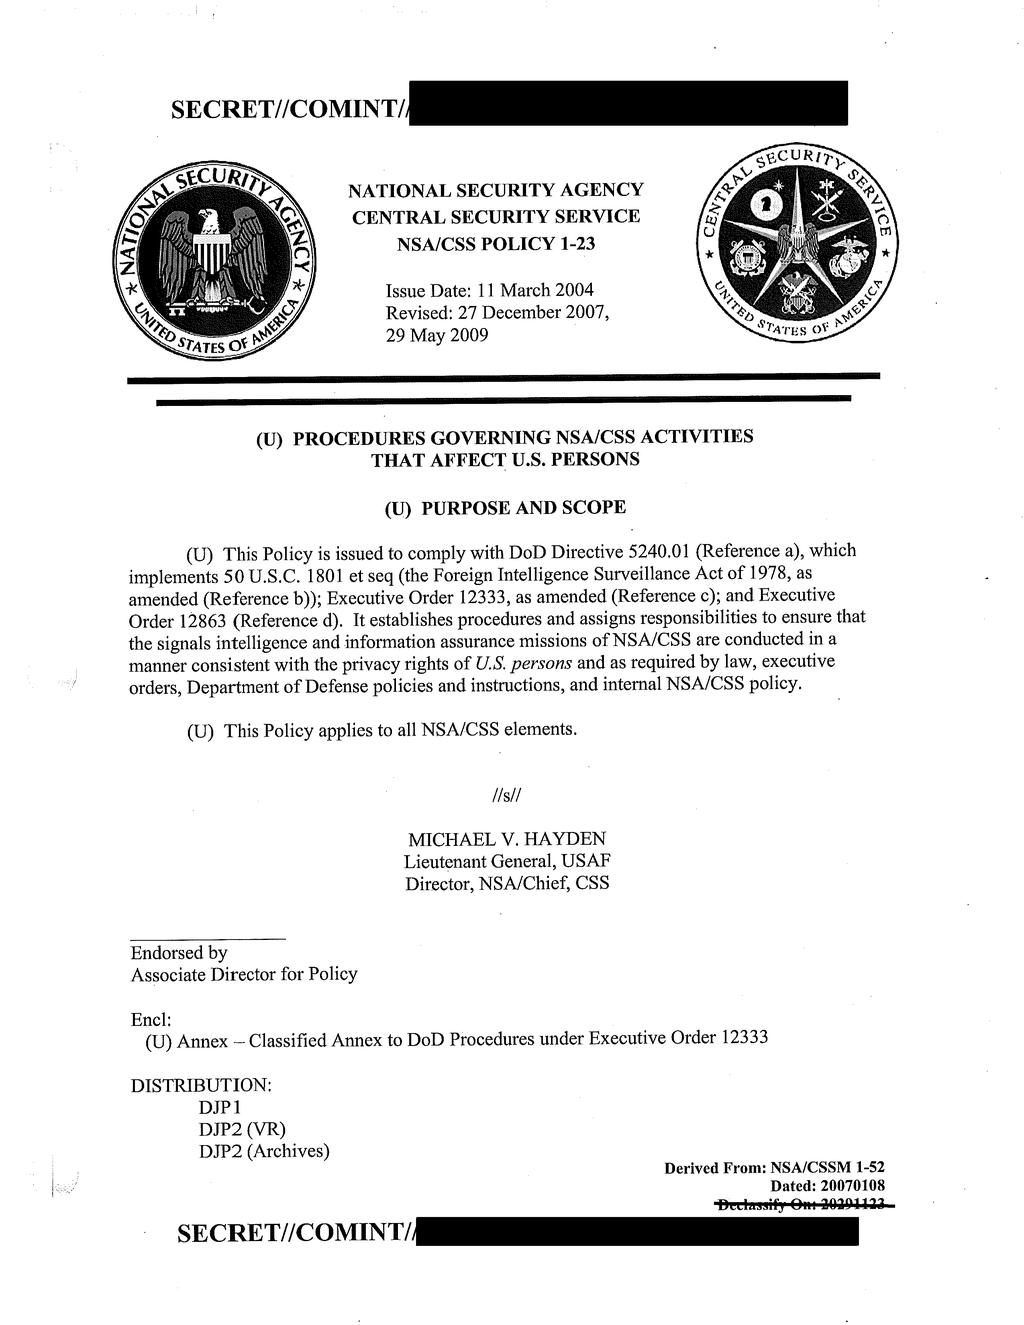 SECRET//COMINT//
NATIONAL SECURITY AGENCY
UNITED STATES OF AMERICA
NATIONAL SECURITY AGENCY
CENTRAL SECURITY SERVICE
NSA/CSS POLICY 1-23
Issue Date: 11 March 2004
Revised: 27 December 2007,
29 May 2009
CENTRAL SECURITY SERVICE
UNITED STATES OF AMERICA
(U) PROCEDURES GOVERNING NSA/CSS ACTIVITIES
THAT AFFECT U.S. PERSONS
(U) PURPOSE AND SCOPE
(U) This Policy is issued to comply with DoD Directive 5240.01 (Reference a), which
implements 50 U.S.C. 1801 et seq (the Foreign Intelligence Surveillance Act of 1978, as
amended (Reference b)); Executive Order 12333, as amended (Reference c); and Executive
Order 12863 (Reference d). It establishes procedures and assigns responsibilities to ensure that
the signals intelligence and information assurance missions of NSA/CSS are conducted in a
manner consistent with the privacy rights of U.S. persons and as required by law, executive
orders, Department of Defense policies and instructions, and internal NSA/CSS policy.
(U) This Policy applies to all NSA/CSS elements.
//s//
MICHAEL V. HAYDEN
Lieutenant General, USAF
Director, NSA/Chief, CSS
Endorsed by
Associate Director for Policy
Encl:
(U) Annex – Classified Annex to DoD Procedures under Executive Order 12333
DISTRIBUTION:
DJP1
DJP2 (VR)
DJP2 (Archives)
Derived From: NSA/CSSM 1-52
Dated: 20070108
Declassify On: 20291123
SECRET//COMINT//